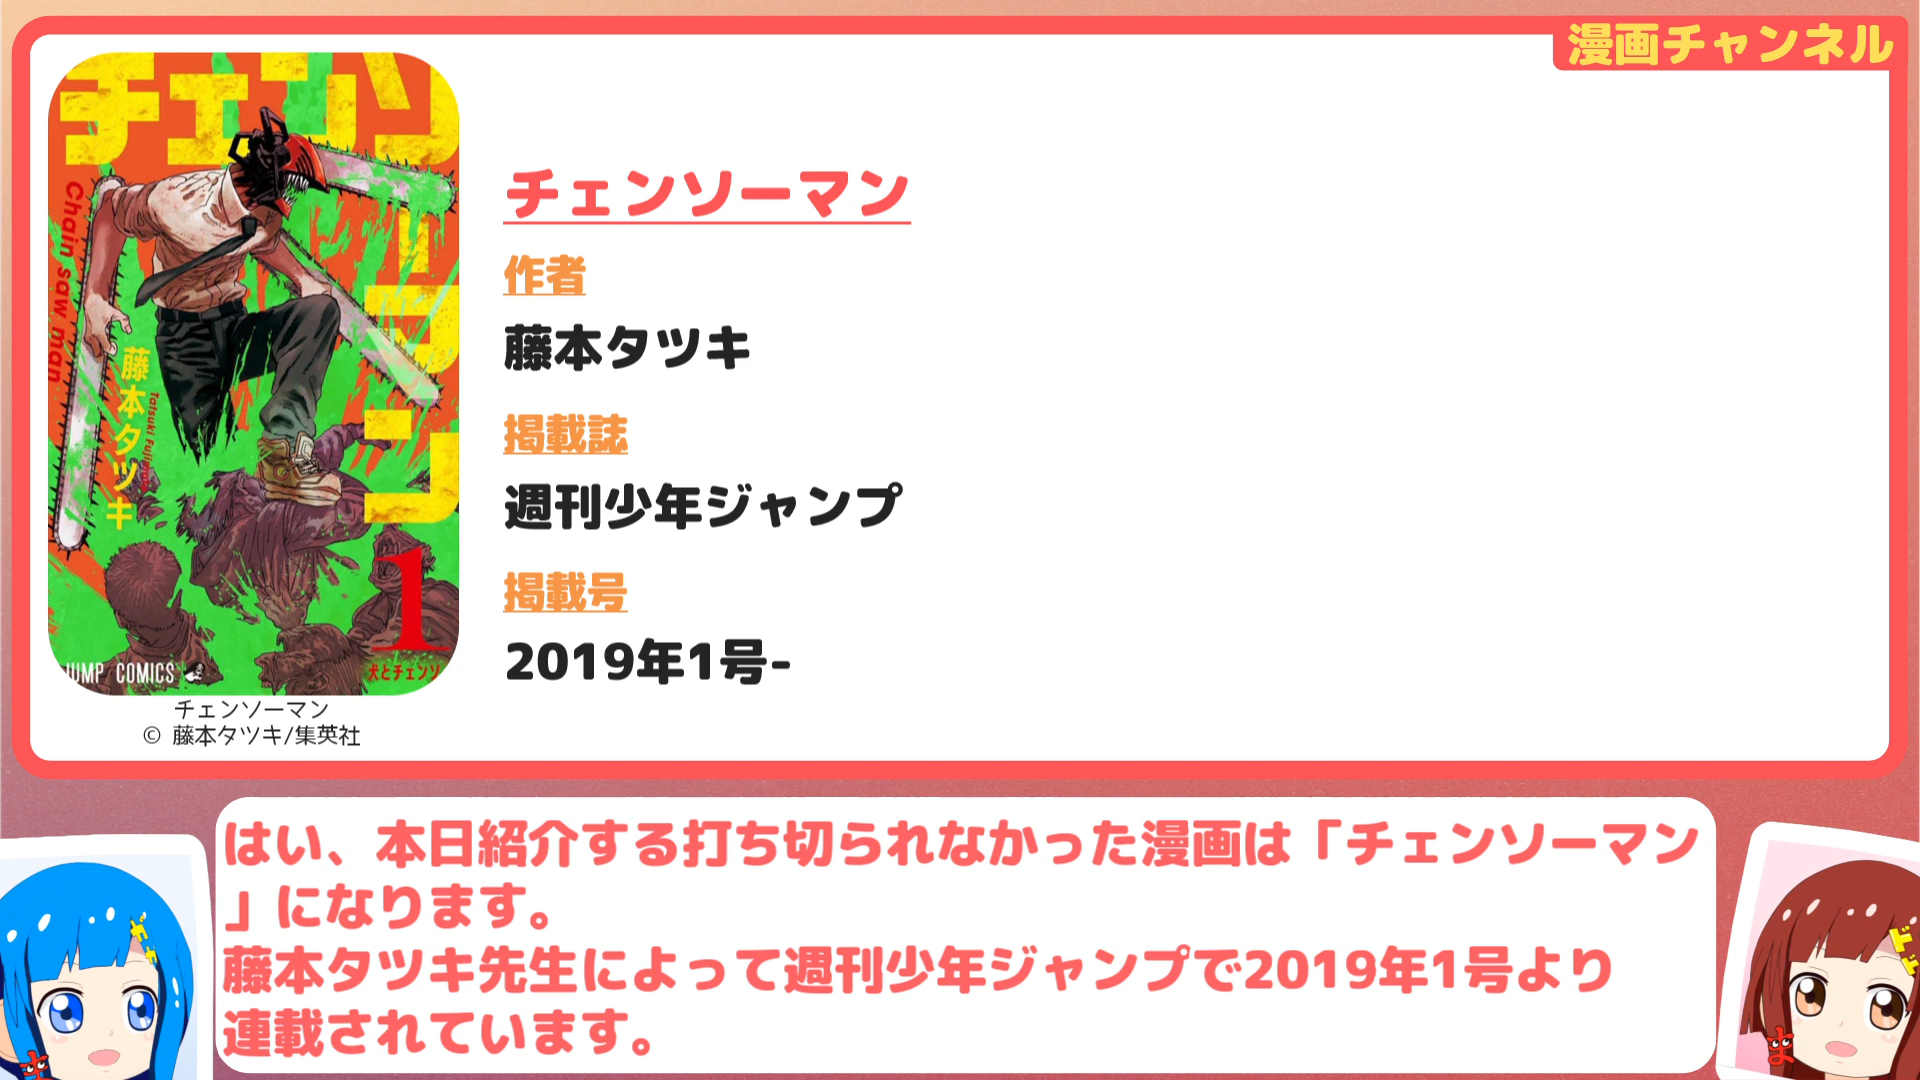 漫画チャンネル
チェンソーマン
Chain saw man
藤本タツキ
Tatsuki Fujimoto
1
犬とチェンソー
JUMP COMICS
チェンソーマン
© 藤本タツキ/集英社
チェンソーマン
作者
藤本タツキ
掲載誌
週刊少年ジャンプ
掲載号
2019年1号-
はい、本日紹介する打ち切られなかった漫画は「チェンソーマン
」になります。
藤本タツキ先生によって週刊少年ジャンプで2019年1号より
連載されています。
ま
ま